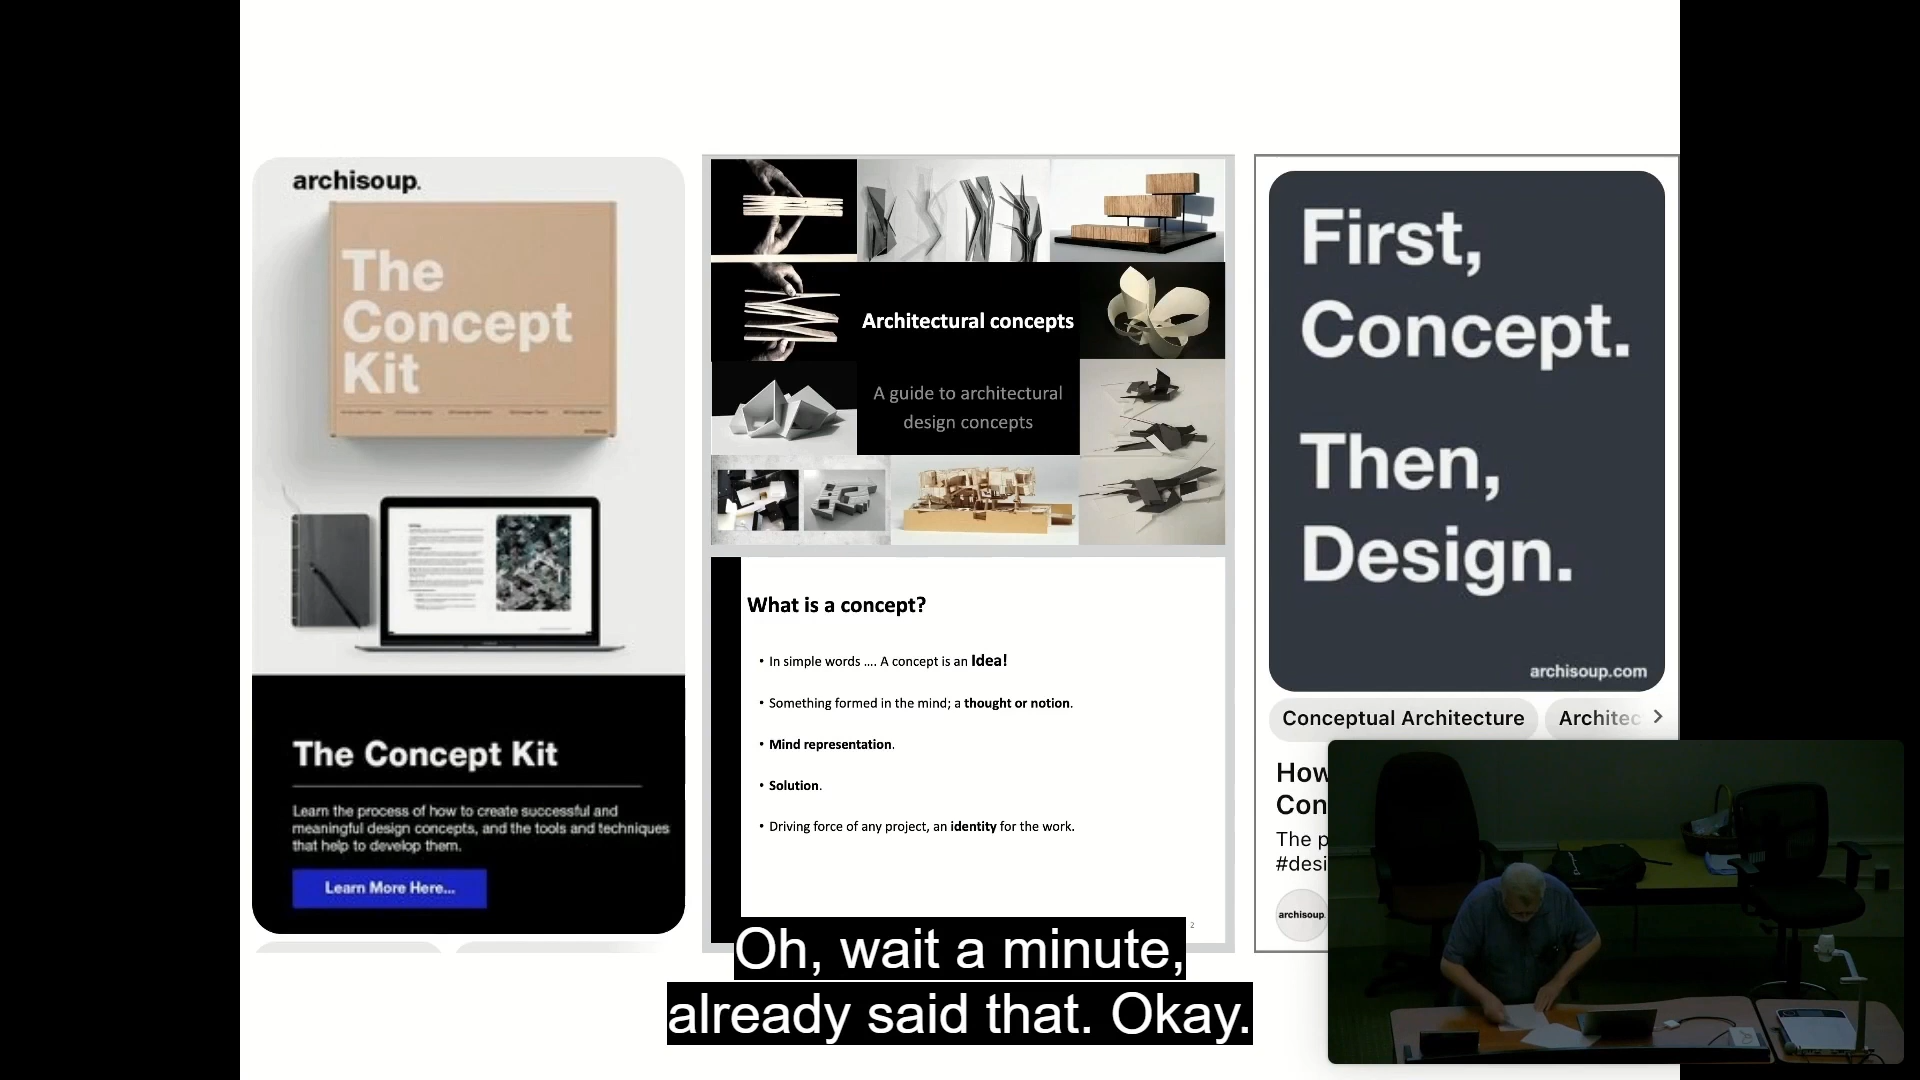 archisoup.
The
Concept
Kit
The Concept Kit
Learn the process of how to create successful and
meaningful design concepts, and the tools and techniques
that help to develop them.
Learn More Here...
Architectural concepts
A guide to architectural
design concepts
What is a concept?
• In simple words .... A concept is an Idea!
• Something formed in the mind; a thought or notion.
• Mind representation.
• Solution.
• Driving force of any project, an identity for the work.
2
First,
Concept.
Then,
Design.
archisoup.com
Conceptual Architecture
Architec
How
Con
The p
#desi
archisoup.
Oh, wait a minute,
already said that. Okay.